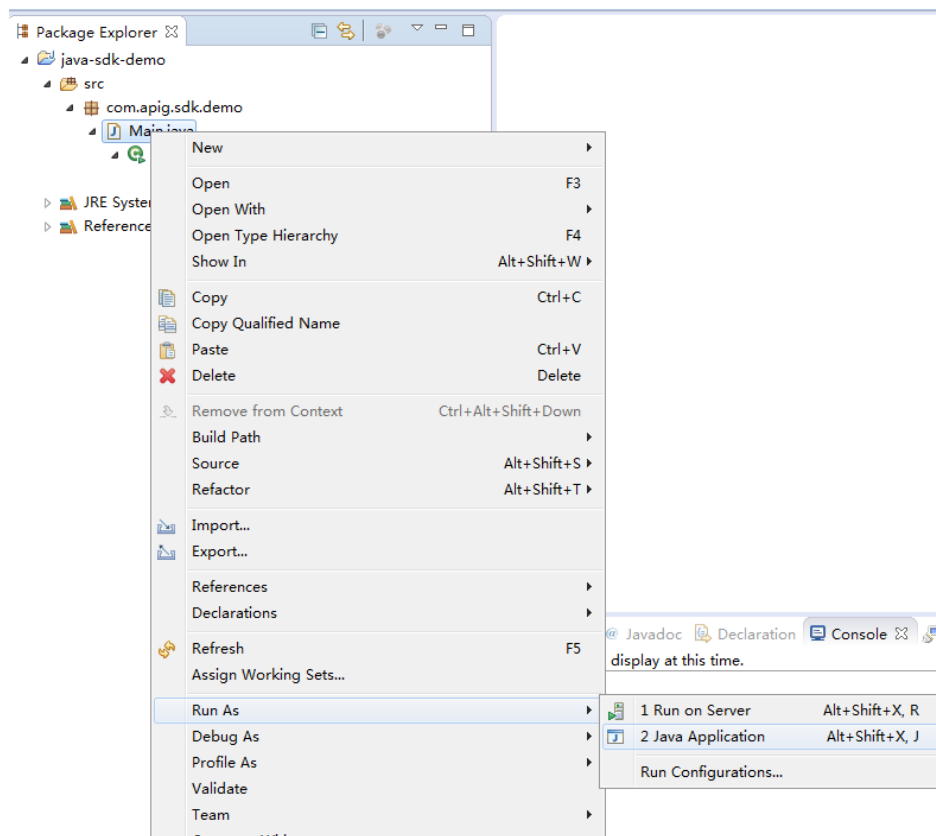 Package Explorer
java-sdk-demo
src
com.apig.sdk.demo
Main.java
New
Open F3
Open With
Open Type Hierarchy F4
Show In Alt+Shift+W
JRE System
Reference
Copy Ctrl+C
Copy Qualified Name
Paste Ctrl+V
Delete Delete
Remove from Context Ctrl+Alt+Shift+Down
Build Path
Source Alt+Shift+S
Refactor Alt+Shift+T
Import...
Export...
References
Declarations
Refresh F5
Assign Working Sets...
@ Javadoc Declaration Console
display at this time.
Run As
Debug As
Profile As
Validate
Team
1 Run on Server Alt+Shift+X, R
2 Java Application Alt+Shift+X, J
Run Configurations...